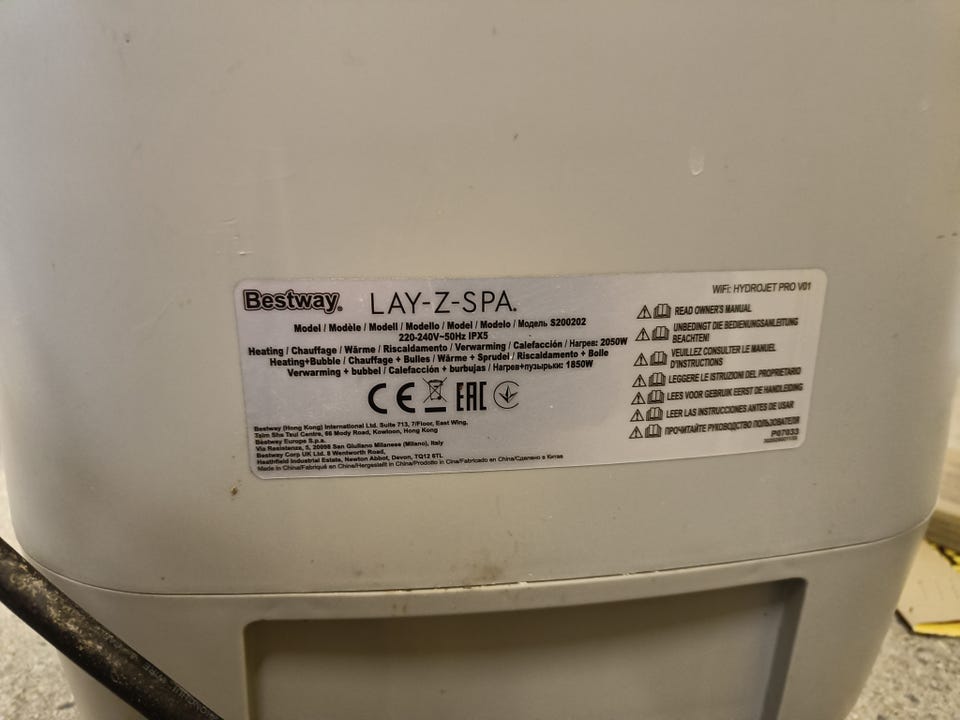 Bestway® LAY-Z-SPA.
Model / Modèle / Modell / Modello / Model / Modelo / Модель S200202
220-240V~50Hz IPX5
Heating / Chauffage / Wärme / Riscaldamento / Verwarming / Calefacción / Нагрев: 2050W
Heating+Bubble / Chauffage + Bulles / Wärme + Sprudel / Riscaldamento + Bolle
Verwarming + bubbel / Calefacción + burbujas / Нагрев+пузырьки: 1850W
CE EAC
Bestway (Hong Kong) International Ltd. Suite 713, 7/Floor, East Wing,
Tsim Sha Tsui Centre, 66 Mody Road, Kowloon, Hong Kong
Bestway Europe S.p.a.
Via Resistenza, 5, 20098 San Giuliano Milanese (Milano), Italy
Bestway Corp UK Ltd. 8 Wentworth Road,
Heathfield Industrial Estate, Newton Abbot, Devon, TQ12 6TL
Made in China/Fabriqué en Chine/Hergestellt in China/Prodotto in Cina/Fabricado en China/Сделано в Китае
WiFi: HYDROJET PRO V01
READ OWNER'S MANUAL
UNBEDINGT DIE BEDIENUNGSANLEITUNG
BEACHTEN!
VEUILLEZ CONSULTER LE MANUEL
D'INSTRUCTIONS
LEGGERE LE ISTRUZIONI DEL PROPRIETARIO
LEES VOOR GEBRUIK EERST DE HANDLEIDING
LEER LAS INSTRUCCIONES ANTES DE USAR
ПРОЧИТАЙТЕ РУКОВОДСТВО ПОЛЬЗОВАТЕЛЯ
P07033